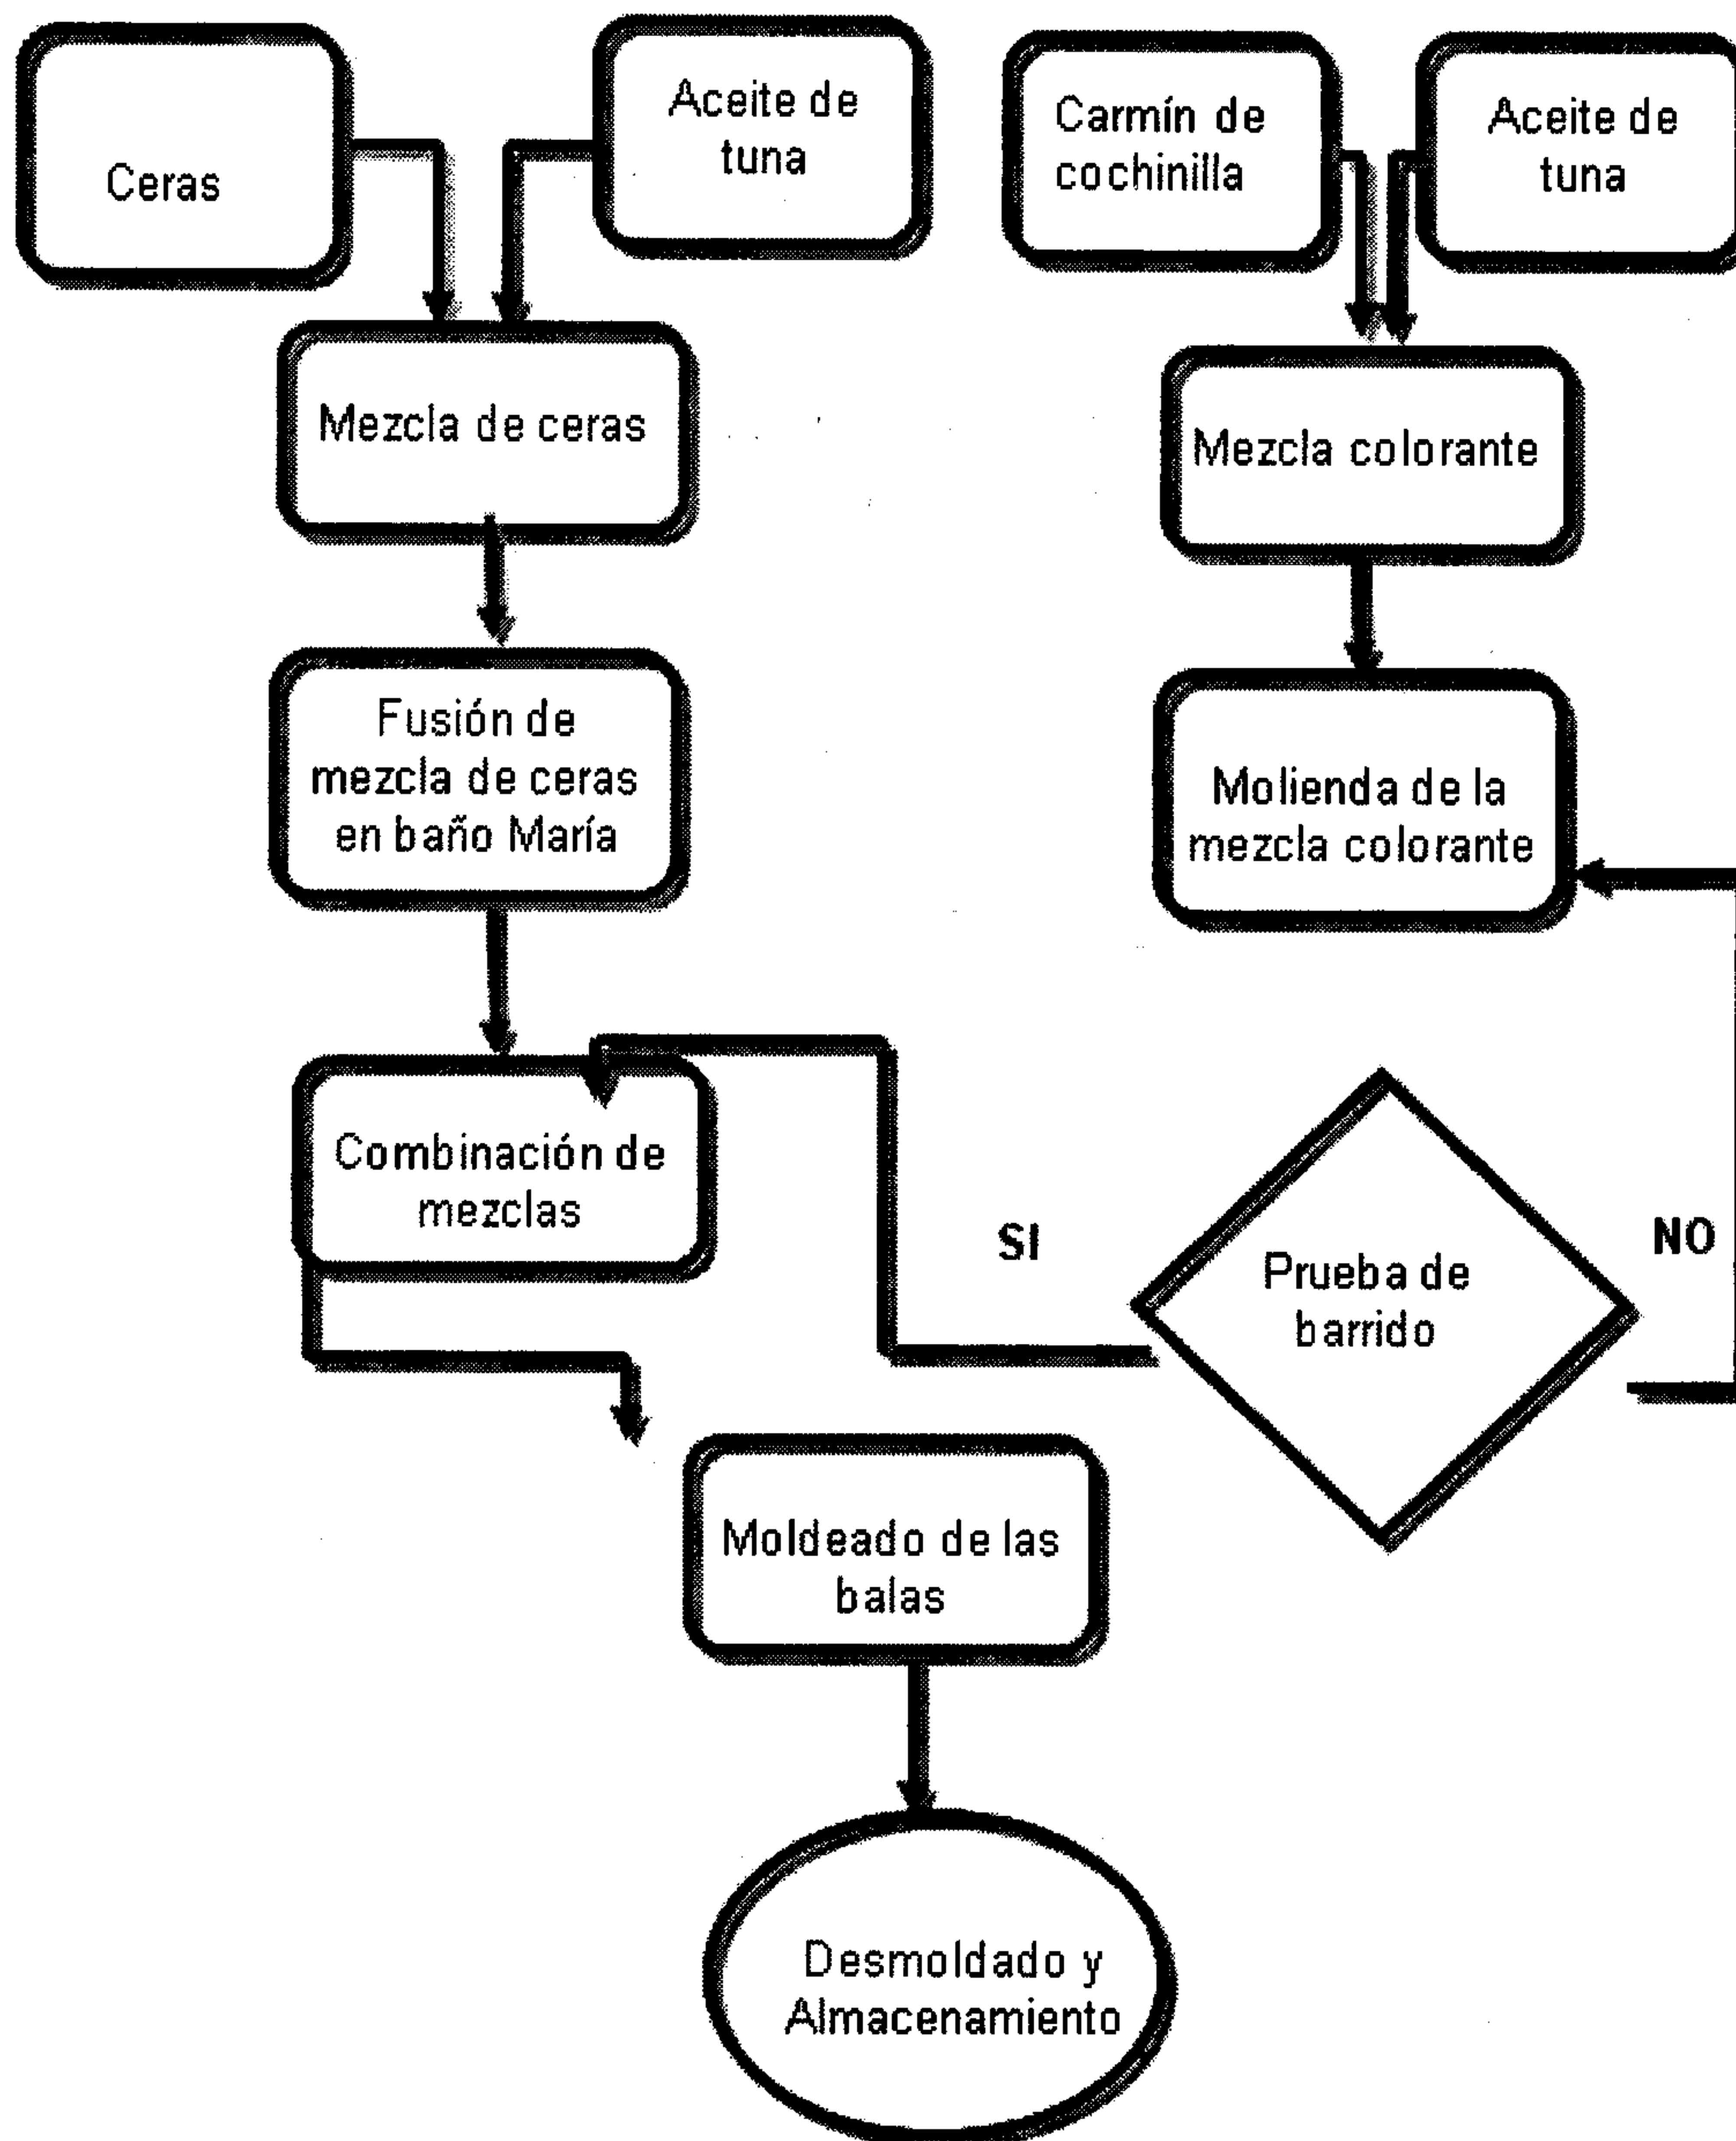 Ceras
Aceite de
tuna
Carmín de
cochinilla
Aceite de
tuna
Mezcla de ceras
Mezcla colorante
Fusión de
mezcla de ceras
en baño María
Molienda de la
mezcla colorante
Combinación de
mezclas
SI
Prueba de
barrido
NO
Moldeado de las
balas
Desmoldado y
Almacenamiento